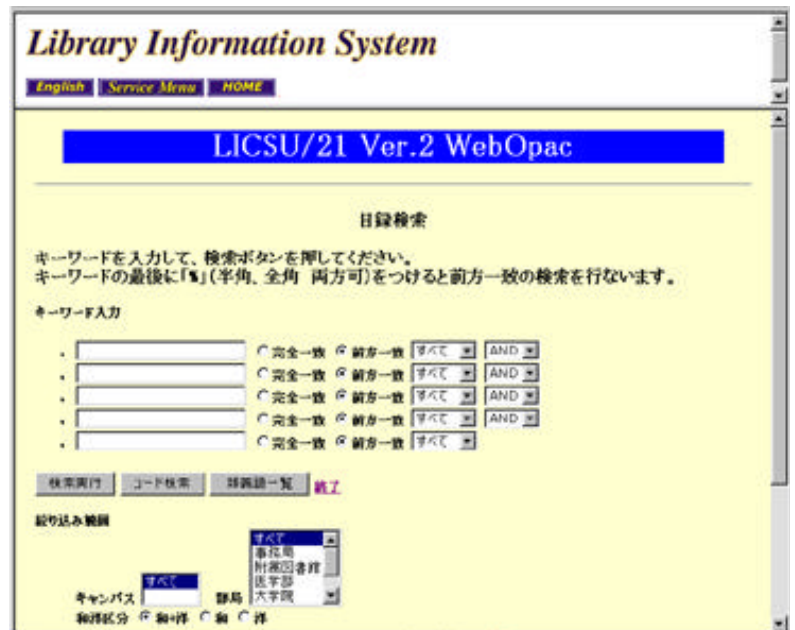 Library Information System
English Service Menu HOME
LICSU/21 Ver.2 WebOpac
目録検索
キーワードを入力して、検索ボタンを押してください。
キーワードの最後に「%」(半角、全角 両方可)をつけると前方一致の検索を行ないます。
キーワード入力
完全一致 前方一致 すべて AND
完全一致 前方一致 すべて AND
完全一致 前方一致 すべて AND
完全一致 前方一致 すべて AND
完全一致 前方一致 すべて
検索実行 コード検索 類義語一覧 終了
絞り込み範囲
キャンパス すべて
部局 すべて
事務局
附属図書館
医学部
大学院
和洋区分 和+洋 和 洋